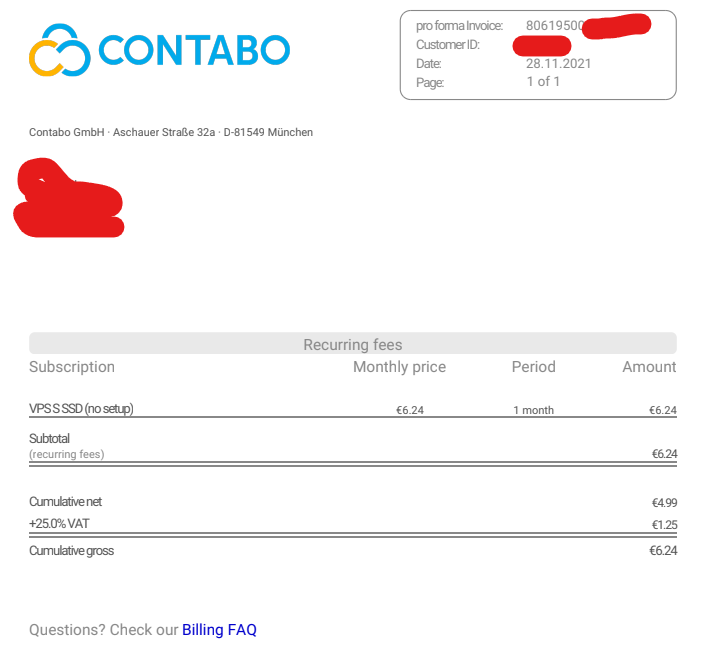 CONTABO
pro forma Invoice: 80619500
Customer ID:
Date: 28.11.2021
Page: 1 of 1
Contabo GmbH · Aschauer Straße 32a · D-81549 München
Recurring fees
Subscription Monthly price Period Amount
VPS S SSD (no setup) €6.24 1 month €6.24
Subtotal
(recurring fees) €6.24
Cumulative net €4.99
+25.0% VAT €1.25
Cumulative gross €6.24
Questions? Check our Billing FAQ